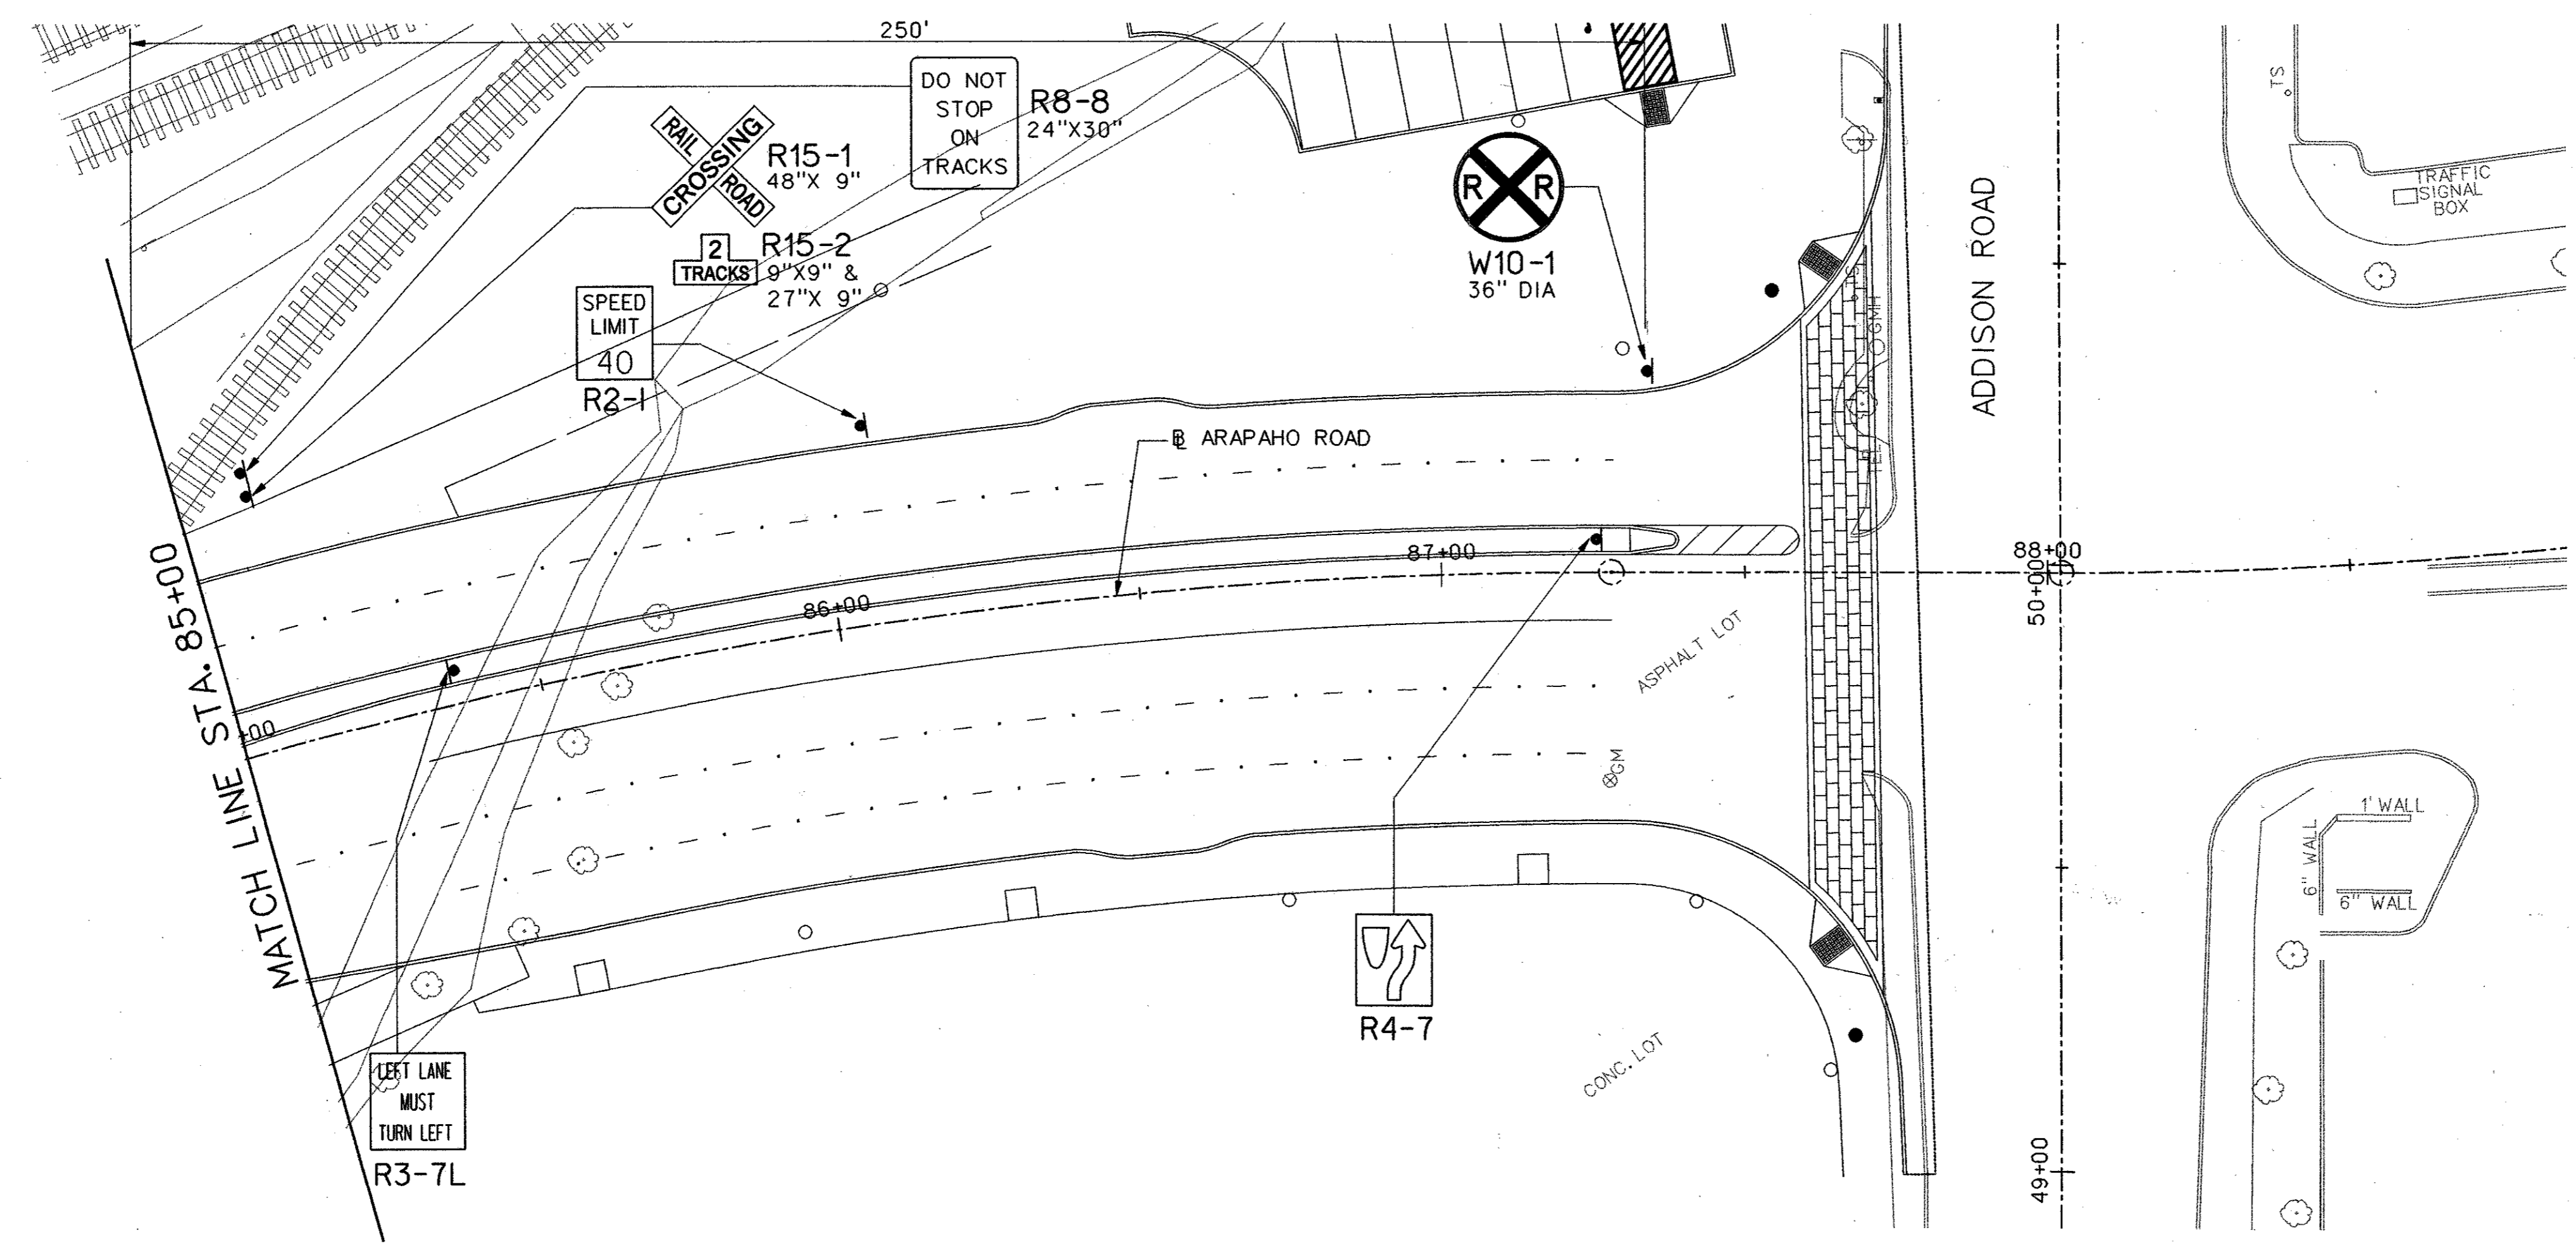 250'
DO NOT
STOP
ON
TRACKS
R8-8
24"X30"
RAIL
ROAD
CROSSING
R15-1
48"X 9"
2
TRACKS
R15-2
9"X9" &
27"X 9"
SPEED
LIMIT
40
R2-1
R R
W10-1
36" DIA
ADDISON ROAD
TS
TRAFFIC
SIGNAL
BOX
GMH
℄ ARAPAHO ROAD
MATCH LINE STA. 85+00
+00
86+00
87+00
88+00
50+00
ASPHALT LOT
GM
1' WALL
6" WALL
6" WALL
R4-7
CONC. LOT
LEFT LANE
MUST
TURN LEFT
R3-7L
49+00